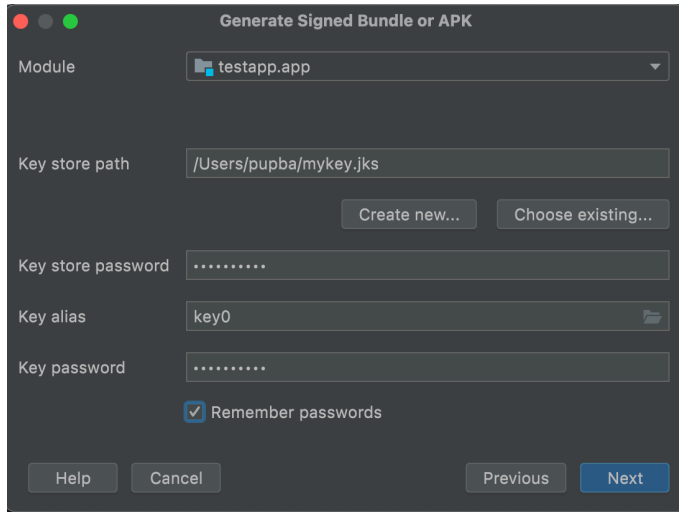 Generate Signed Bundle or APK
Module testapp.app
Key store path /Users/pupba/mykey.jks
Create new... Choose existing...
Key store password ••••••••••
Key alias key0
Key password ••••••••••
Remember passwords
Help Cancel Previous Next